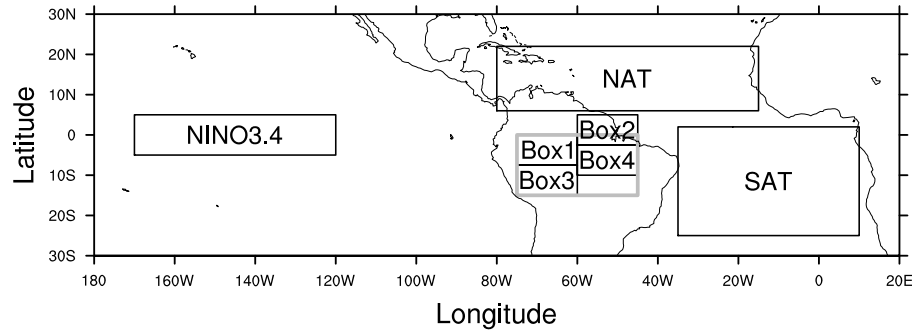 30N
20N
10N
0
10S
20S
30S
Latitude
NAT
NINO3.4
Box2
Box1
Box4
Box3
SAT
180 160W 140W 120W 100W 80W 60W 40W 20W 0 20E
Longitude